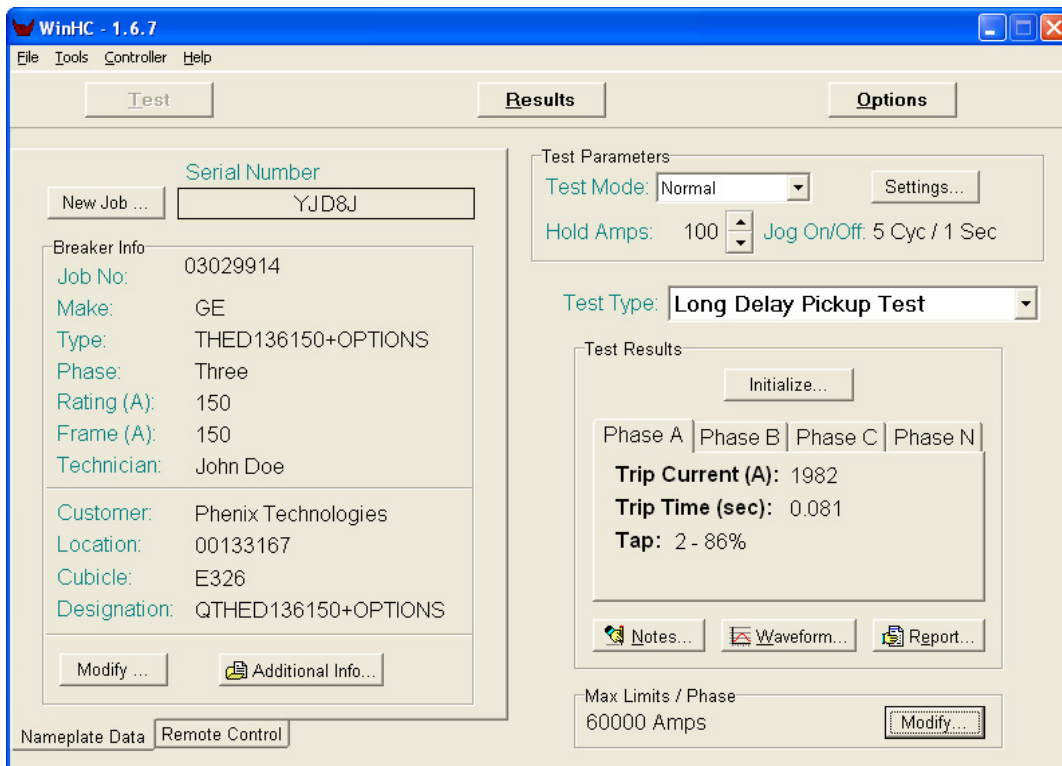 WinHC - 1.6.7
File Tools Controller Help
Test
Results
Options
Serial Number
New Job ...
YJD8J
Breaker Info
Job No: 03029914
Make: GE
Type: THED136150+OPTIONS
Phase: Three
Rating (A): 150
Frame (A): 150
Technician: John Doe
Customer: Phenix Technologies
Location: 00133167
Cubicle: E326
Designation: QTHED136150+OPTIONS
Modify ...
Additional Info...
Nameplate Data
Remote Control
Test Parameters
Test Mode: Normal
Settings...
Hold Amps: 100
Jog On/Off: 5 Cyc / 1 Sec
Test Type: Long Delay Pickup Test
Test Results
Initialize...
Phase A
Phase B
Phase C
Phase N
Trip Current (A): 1982
Trip Time (sec): 0.081
Tap: 2 - 86%
Notes...
Waveform...
Report...
Max Limits / Phase
60000 Amps
Modify...